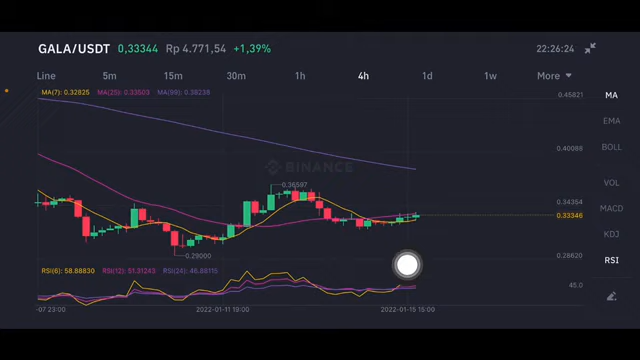 GALA/USDT 0,33344 Rp 4.771,54 +1,39% 22:26:24
Line 5m 15m 30m 1h 4h 1d 1w More
MA(7): 0.32825 MA(25): 0.33503 MA(99): 0.38238
0.45821
MA
EMA
0.40088
BOLL
BINANCE
VOL
0.36597
0.34354
MACD
0.33346
KDJ
0.29000
0.28620
RSI
RSI(6): 58.88830 RSI(12): 51.31243 RSI(24): 46.88115
45.0
-07 23:00 2022-01-11 19:00 2022-01-15 15:00